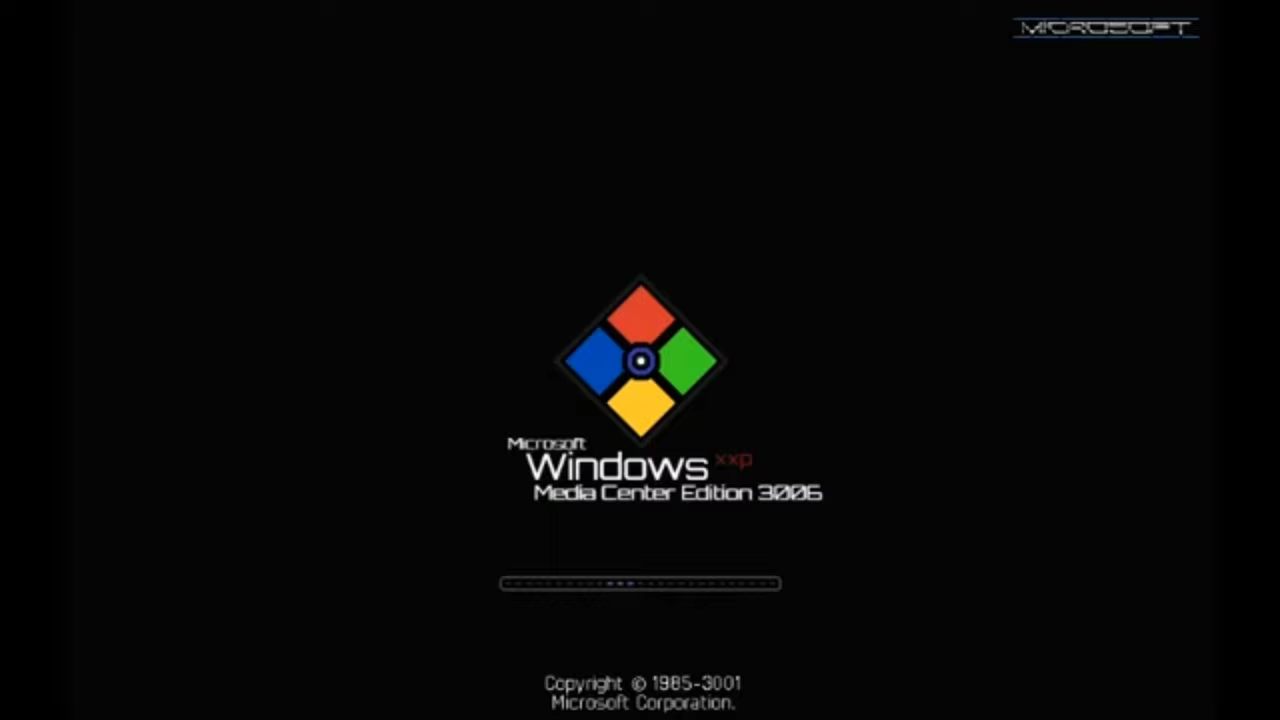 MICROSOFT
Microsoft
Windows xxp
Media Center Edition 3006
Copyright © 1985-3001
Microsoft Corporation.